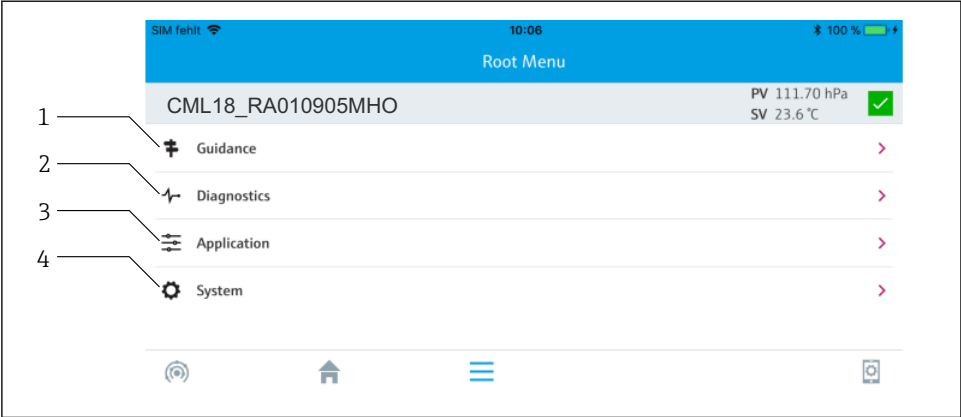 SIM fehlt 10:06 100 %
Root Menu
CML18_RA010905MHO
PV 111.70 hPa
SV 23.6 °C
1
Guidance
2
Diagnostics
3
Application
4
System